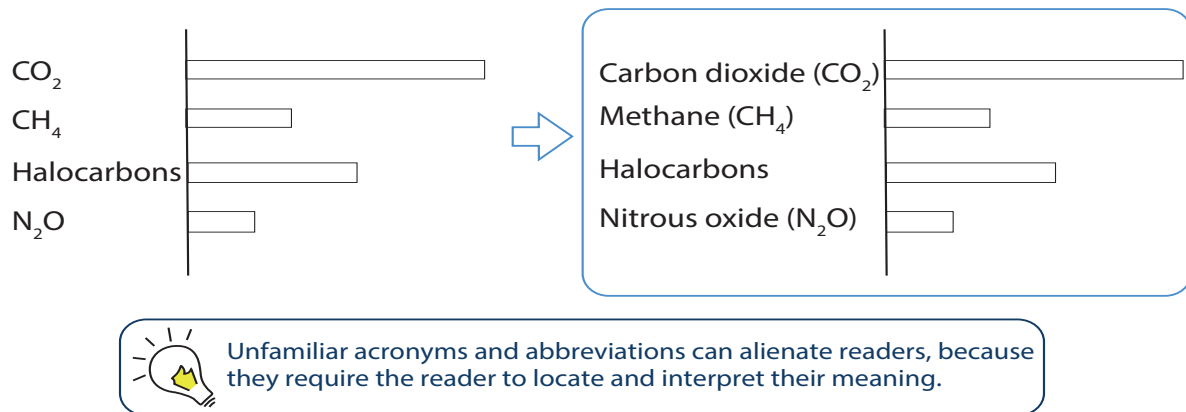 CO₂
CH₄
Halocarbons
N₂O
Carbon dioxide (CO₂)
Methane (CH₄)
Halocarbons
Nitrous oxide (N₂O)
Unfamiliar acronyms and abbreviations can alienate readers, because
they require the reader to locate and interpret their meaning.